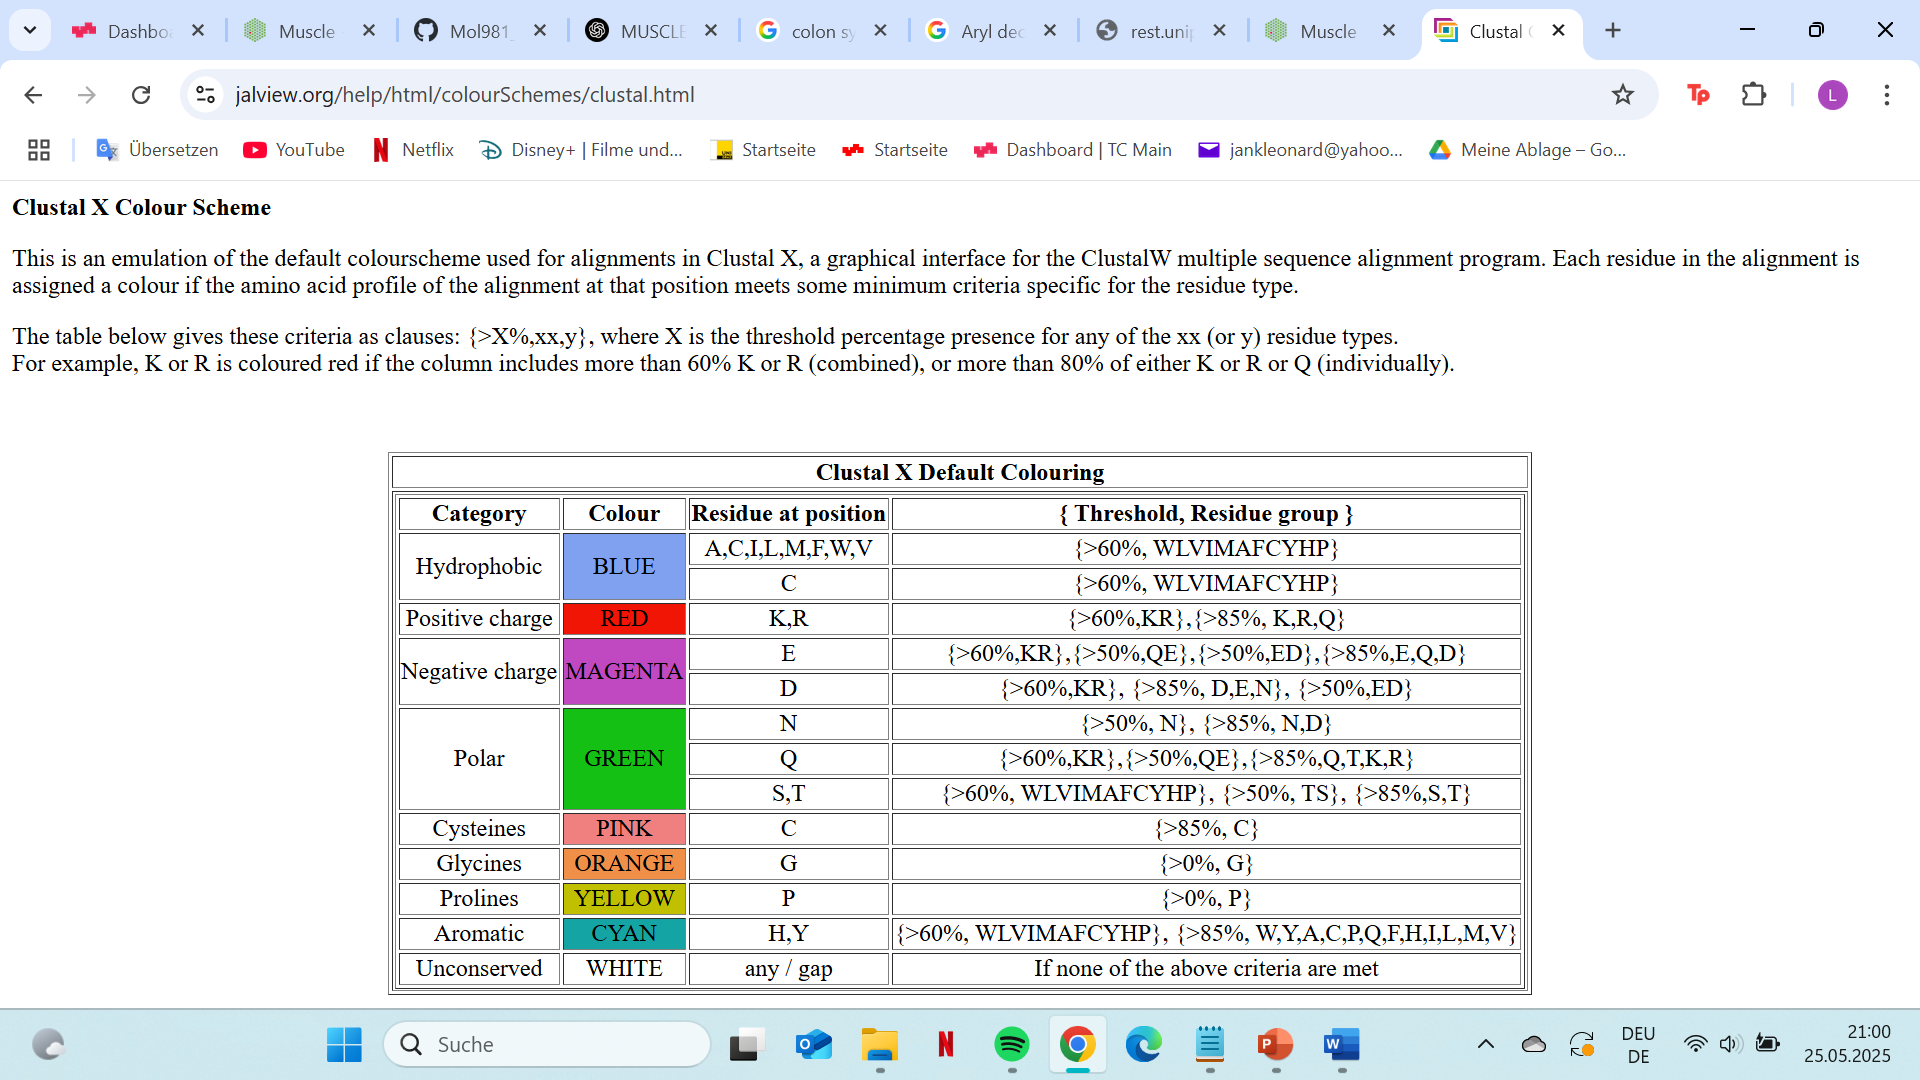 Dashbo
Muscle
Mol981_
MUSCLE
colon sy
Aryl dec
rest.unip
Muscle
Clustal
jalview.org/help/html/colourSchemes/clustal.html
Tp
L
Übersetzen
YouTube
Netflix
Disney+ | Filme und...
Startseite
Startseite
Dashboard | TC Main
jankleonard@yahoo...
Meine Ablage – Go...
Clustal X Colour Scheme
This is an emulation of the default colourscheme used for alignments in Clustal X, a graphical interface for the ClustalW multiple sequence alignment program. Each residue in the alignment is
assigned a colour if the amino acid profile of the alignment at that position meets some minimum criteria specific for the residue type.
The table below gives these criteria as clauses: {>X%,xx,y}, where X is the threshold percentage presence for any of the xx (or y) residue types.
For example, K or R is coloured red if the column includes more than 60% K or R (combined), or more than 80% of either K or R or Q (individually).
Clustal X Default Colouring
Category Colour Residue at position { Threshold, Residue group }
Hydrophobic BLUE A,C,I,L,M,F,W,V {>60%, WLVIMAFCYHP}
C {>60%, WLVIMAFCYHP}
Positive charge RED K,R {>60%,KR},{>85%, K,R,Q}
Negative charge MAGENTA E {>60%,KR},{>50%,QE},{>50%,ED},{>85%,E,Q,D}
D {>60%,KR}, {>85%, D,E,N}, {>50%,ED}
Polar GREEN N {>50%, N}, {>85%, N,D}
Q {>60%,KR},{>50%,QE},{>85%,Q,T,K,R}
S,T {>60%, WLVIMAFCYHP}, {>50%, TS}, {>85%,S,T}
Cysteines PINK C {>85%, C}
Glycines ORANGE G {>0%, G}
Prolines YELLOW P {>0%, P}
Aromatic CYAN H,Y {>60%, WLVIMAFCYHP}, {>85%, W,Y,A,C,P,Q,F,H,I,L,M,V}
Unconserved WHITE any / gap If none of the above criteria are met
Suche
DEU
DE
21:00
25.05.2025